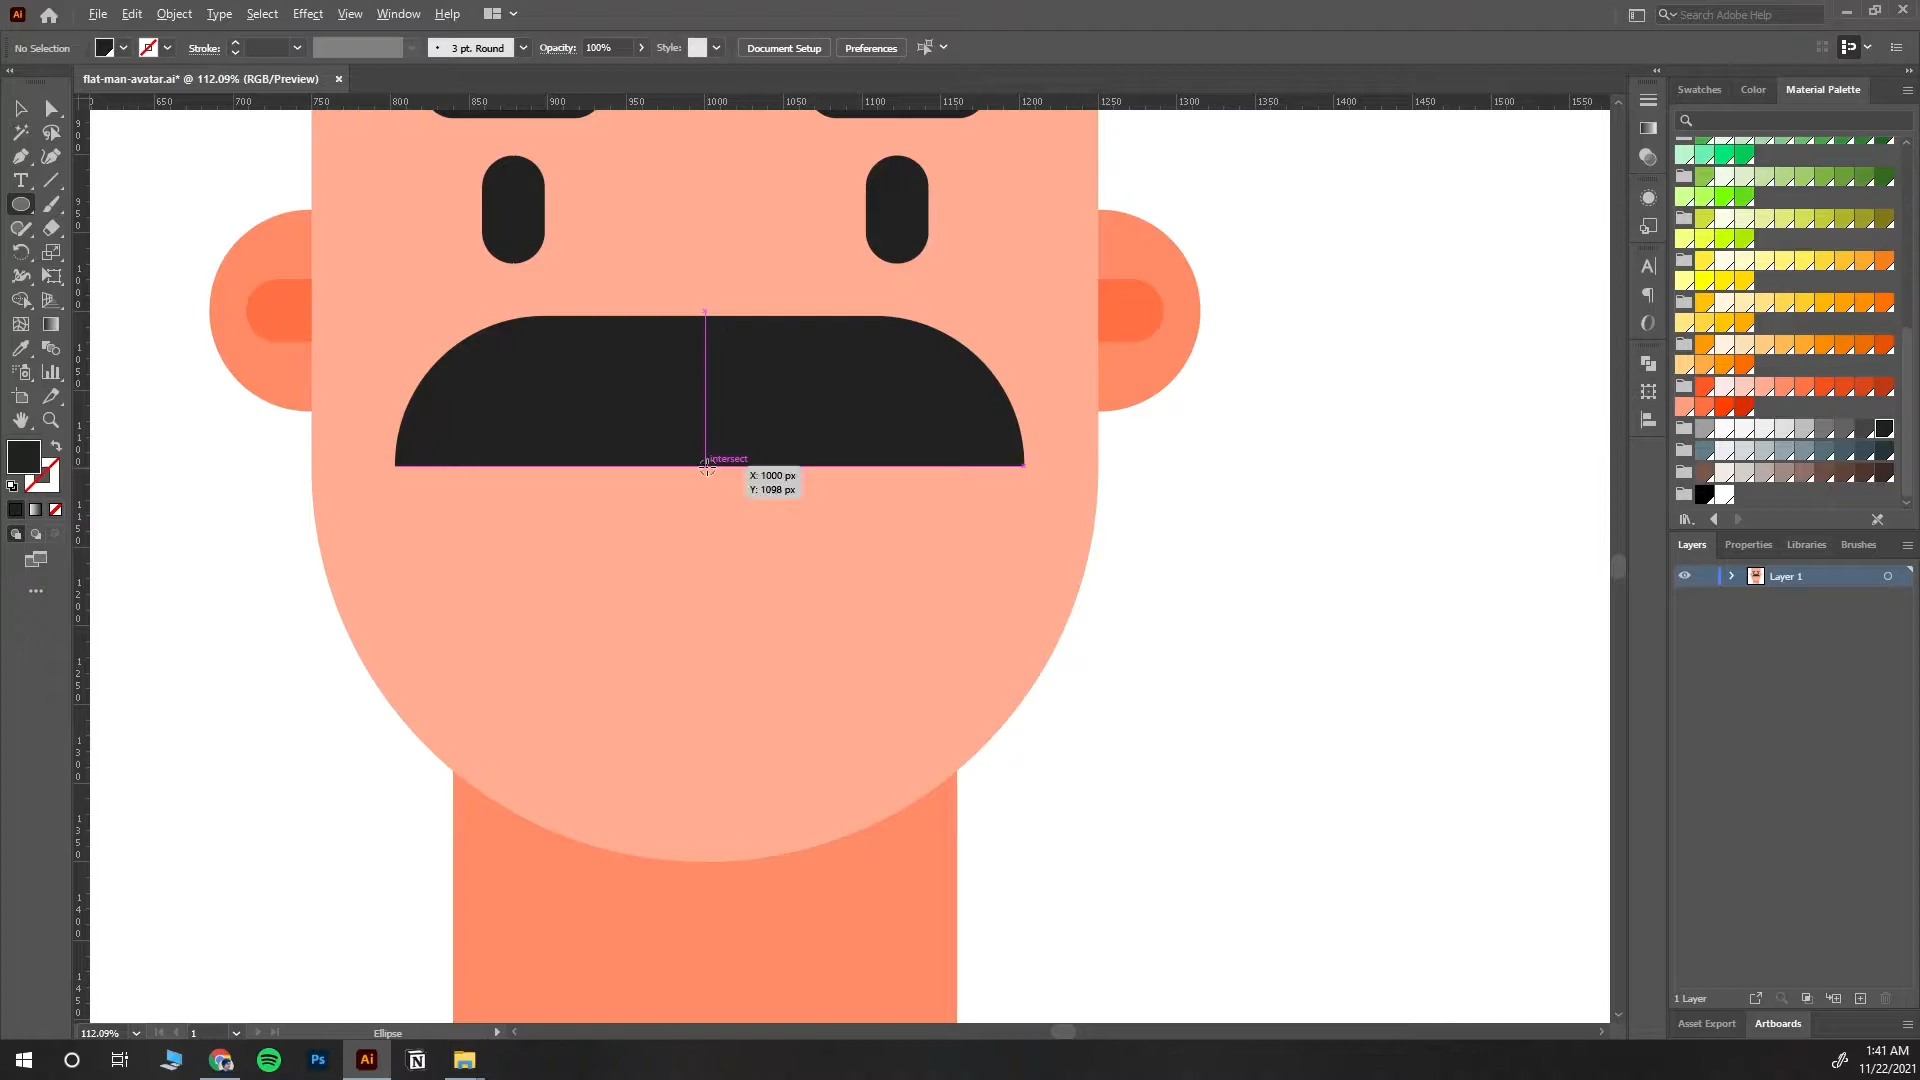 Ai File Edit Object Type Select Effect View Window Help Search Adobe Help
No Selection Stroke: 3 pt. Round Opacity: 100% Style: Document Setup Preferences
flat-man-avatar.ai* @ 112.09% (RGB/Preview) ×
Swatches Color Material Palette
650 700 750 800 850 900 950 1000 1050 1100 1150 1200 1250 1300 1350 1400 1450 1500 1550
intersect
X: 1000 px
Y: 1098 px
Layers Properties Libraries Brushes
Layer 1
1 Layer
Asset Export Artboards
112.09% 1 Ellipse
Ps Ai
1:41 AM
11/22/2021